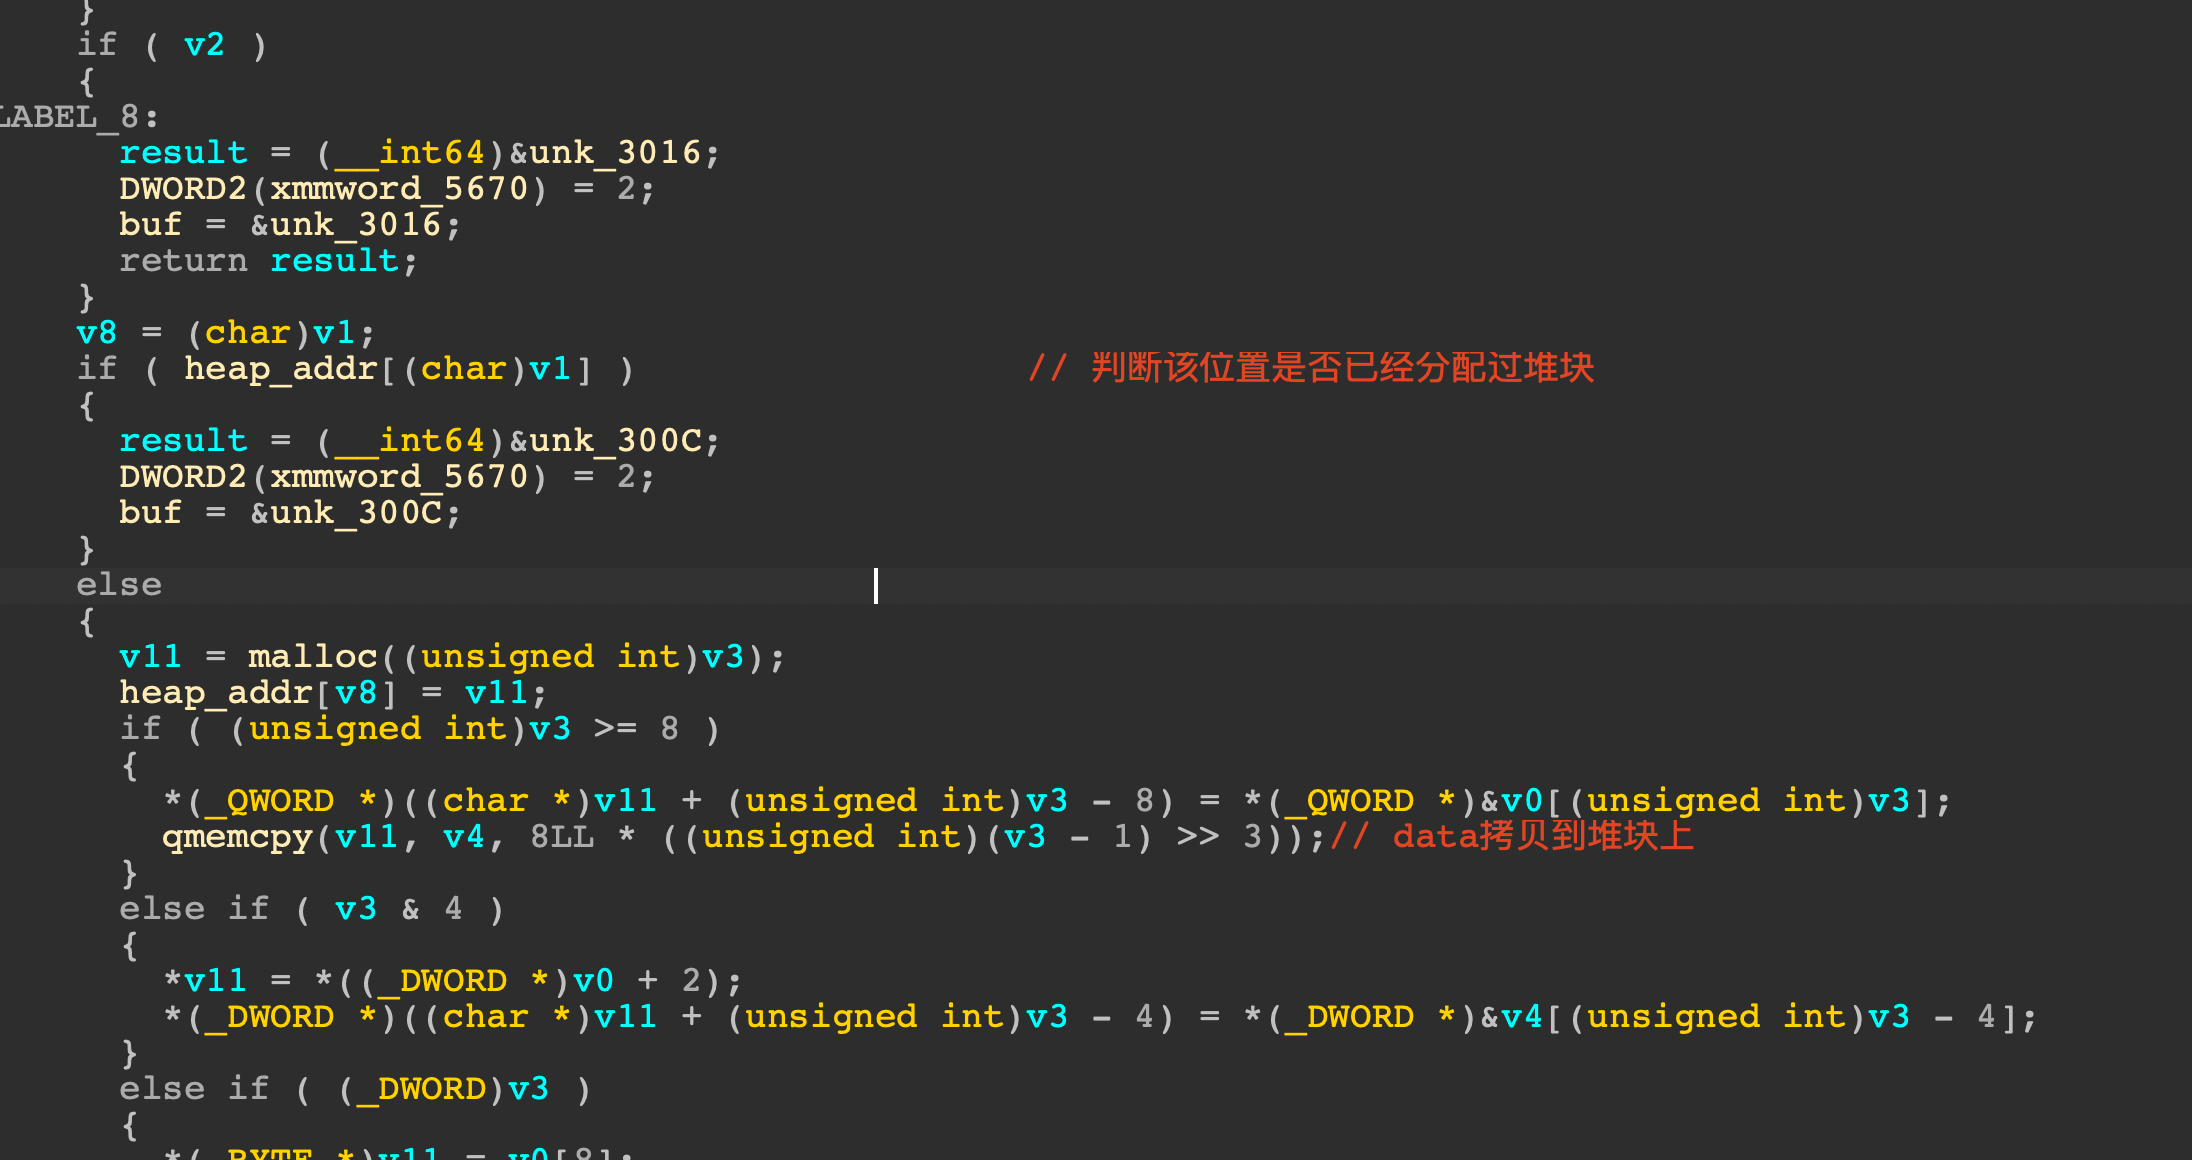 }
if ( v2 )
{
LABEL_8:
result = (__int64)&unk_3016;
DWORD2(xmmword_5670) = 2;
buf = &unk_3016;
return result;
}
v8 = (char)v1;
if ( heap_addr[(char)v1] ) // 判断该位置是否已经分配过堆块
{
result = (__int64)&unk_300C;
DWORD2(xmmword_5670) = 2;
buf = &unk_300C;
}
else
{
v11 = malloc((unsigned int)v3);
heap_addr[v8] = v11;
if ( (unsigned int)v3 >= 8 )
{
*(_QWORD *)((char *)v11 + (unsigned int)v3 - 8) = *(_QWORD *)&v0[(unsigned int)v3];
qmemcpy(v11, v4, 8LL * ((unsigned int)(v3 - 1) >> 3));// data拷贝到堆块上
}
else if ( v3 & 4 )
{
*v11 = *((_DWORD *)v0 + 2);
*(_DWORD *)((char *)v11 + (unsigned int)v3 - 4) = *(_DWORD *)&v4[(unsigned int)v3 - 4];
}
else if ( (_DWORD)v3 )
{
*(_BYTE *)v11 = v0[8];